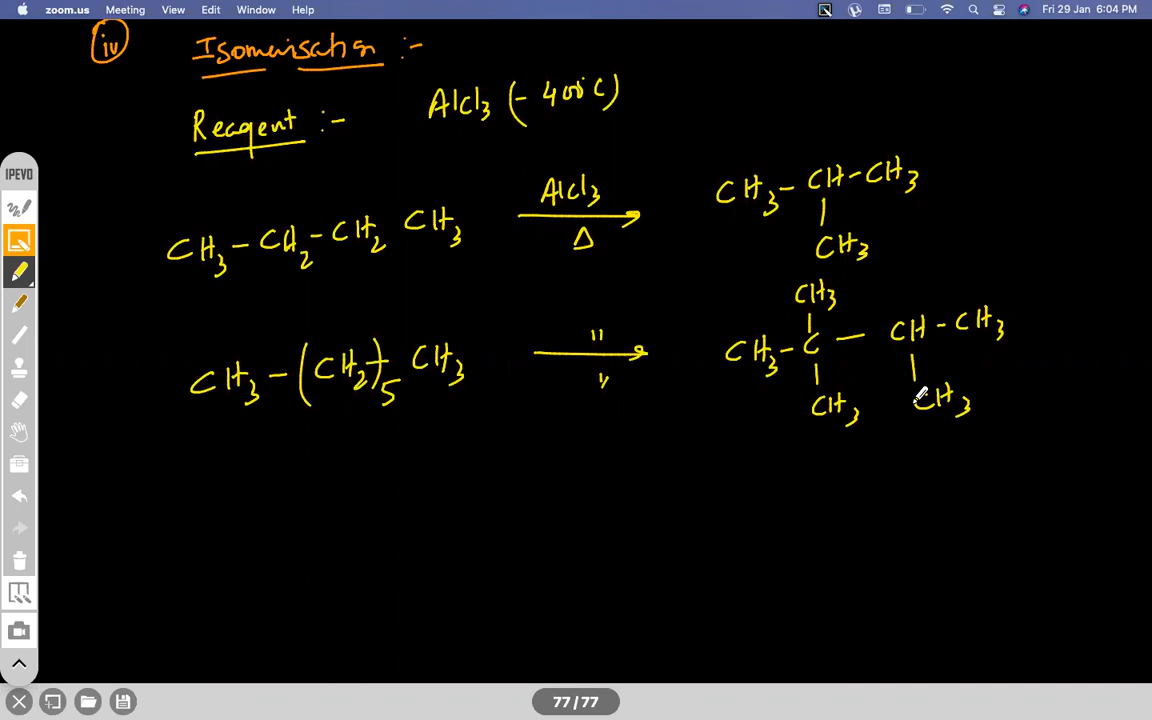 zoom.us Meeting View Edit Window Help Fri 29 Jan 6:04 PM
iv Isomerisation :-
Reagent :- AlCl3 (- 400°C)
IPEVO
CH3-CH2-CH2 CH3 AlCl3 Δ CH3-CH-CH3
CH3
CH3
CH3-(CH2)5 CH3 " " CH3-C-CH-CH3
CH3 CH3
77/77